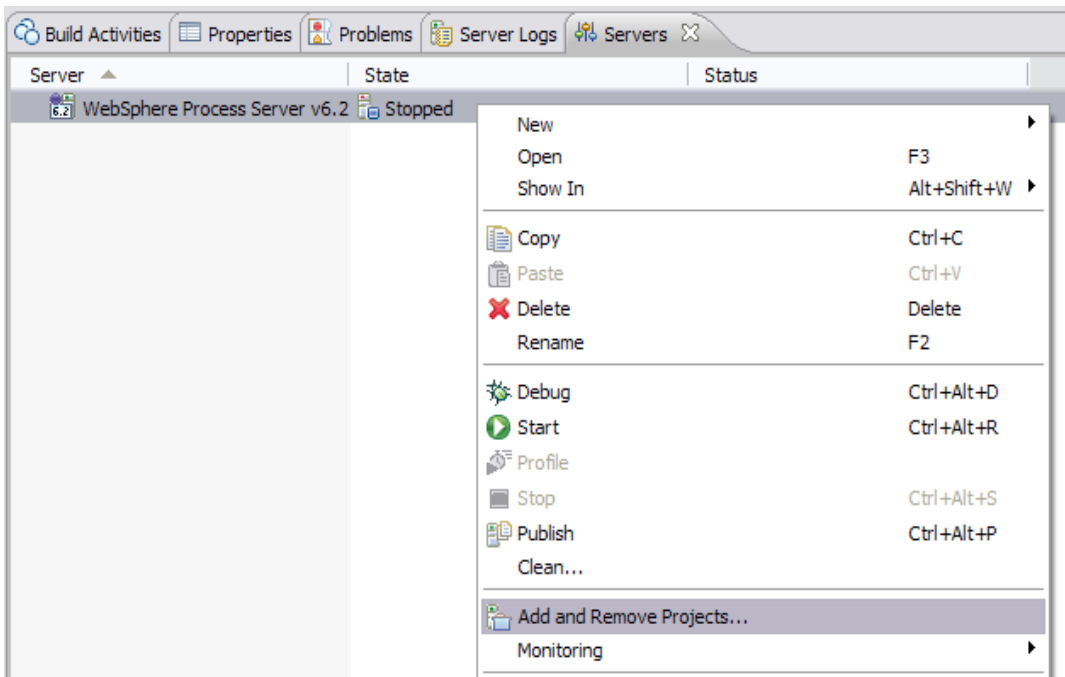 Build Activities Properties Problems Server Logs Servers
Server State Status
6.2 WebSphere Process Server v6.2 Stopped
New
Open F3
Show In Alt+Shift+W
Copy Ctrl+C
Paste Ctrl+V
Delete Delete
Rename F2
Debug Ctrl+Alt+D
Start Ctrl+Alt+R
Profile
Stop Ctrl+Alt+S
Publish Ctrl+Alt+P
Clean...
Add and Remove Projects...
Monitoring